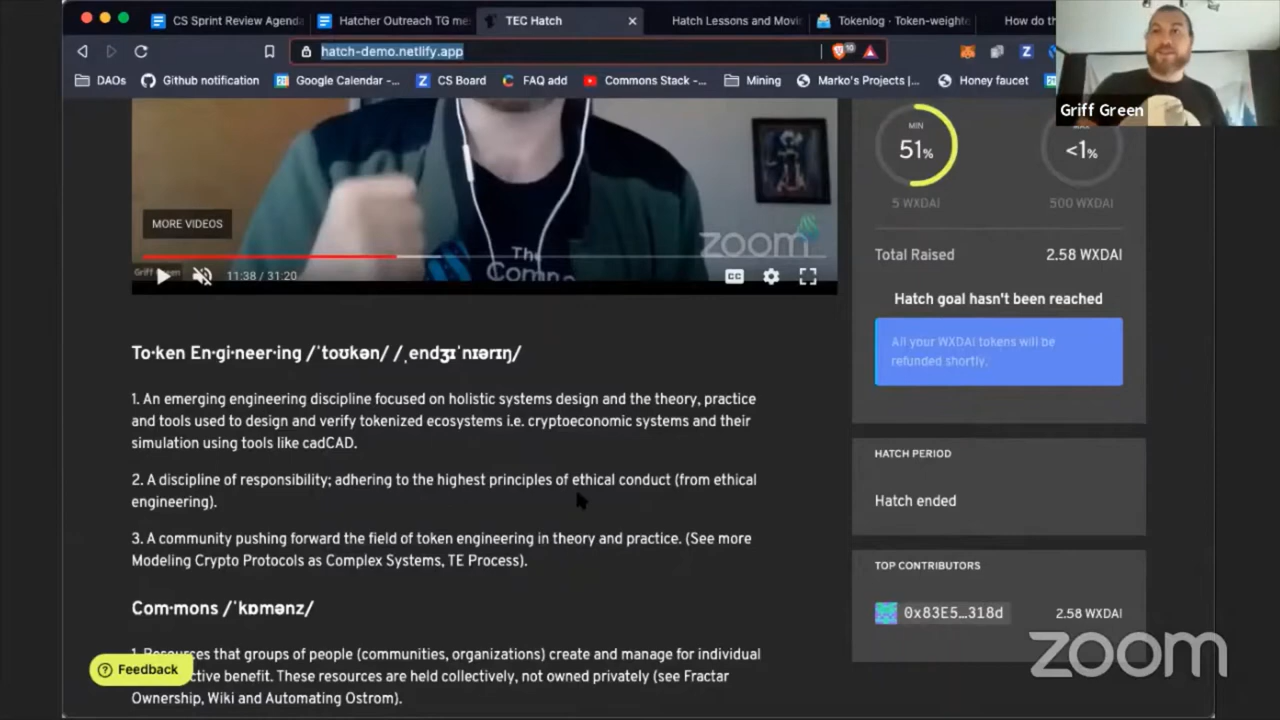 CS Sprint Review Agenda
Hatcher Outreach TG me
TEC Hatch
Hatch Lessons and Movi
Tokenlog · Token-weighte
How do th
hatch-demo.netlify.app
10
DAOs
Github notification
Google Calendar -...
CS Board
FAQ add
Commons Stack -...
Mining
Marko's Projects |...
Honey faucet
Griff Green
MORE VIDEOS
The
Comm
zoom
Griff Green
11:38 / 31:20
CC
MIN
51%
5 WXDAI
<1%
500 WXDAI
Total Raised 2.58 WXDAI
Hatch goal hasn't been reached
All your WXDAI tokens will be
refunded shortly.
To·ken En·gi·neer·ing /ˈtoʊkən/ /ˌendʒɪˈnɪərɪŋ/
1. An emerging engineering discipline focused on holistic systems design and the theory, practice
and tools used to design and verify tokenized ecosystems i.e. cryptoeconomic systems and their
simulation using tools like cadCAD.
2. A discipline of responsibility; adhering to the highest principles of ethical conduct (from ethical
engineering).
3. A community pushing forward the field of token engineering in theory and practice. (See more
Modeling Crypto Protocols as Complex Systems, TE Process).
HATCH PERIOD
Hatch ended
TOP CONTRIBUTORS
0x83E5…318d 2.58 WXDAI
Com·mons /ˈkɒmənz/
1. Resources that groups of people (communities, organizations) create and manage for individual
ctive benefit. These resources are held collectively, not owned privately (see Fractar
Ownership, Wiki and Automating Ostrom).
Feedback
zoom